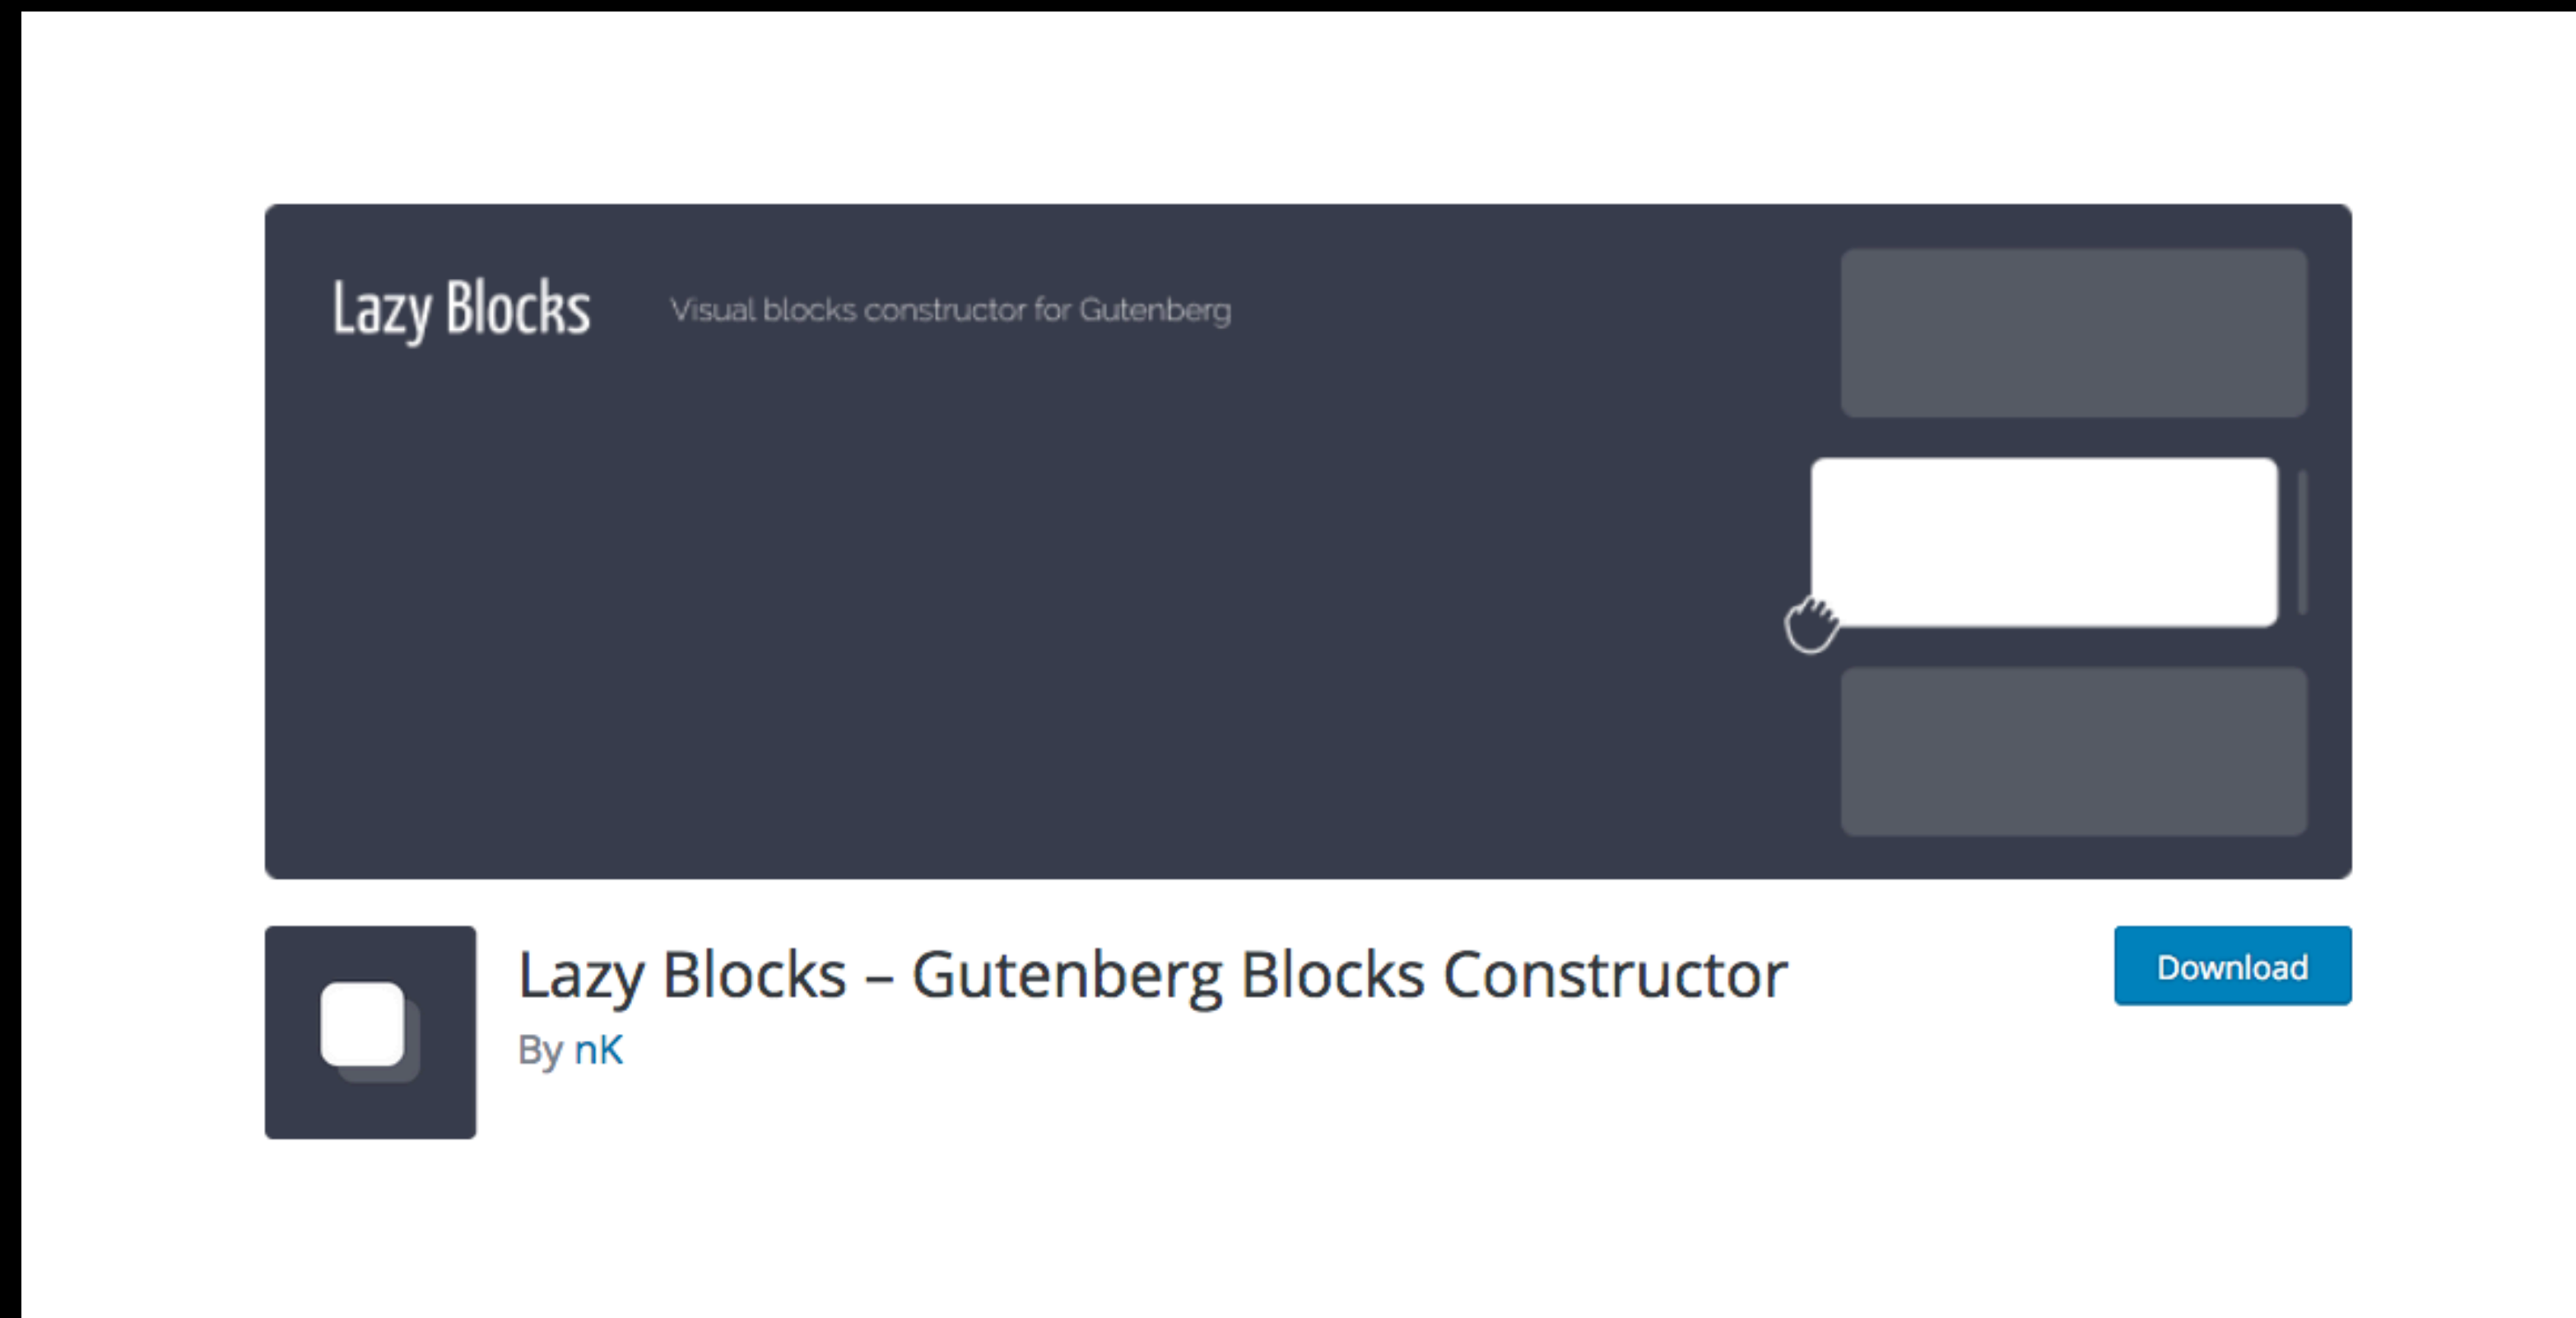 Lazy Blocks Visual blocks constructor for Gutenberg
Lazy Blocks – Gutenberg Blocks Constructor
Download
By nK